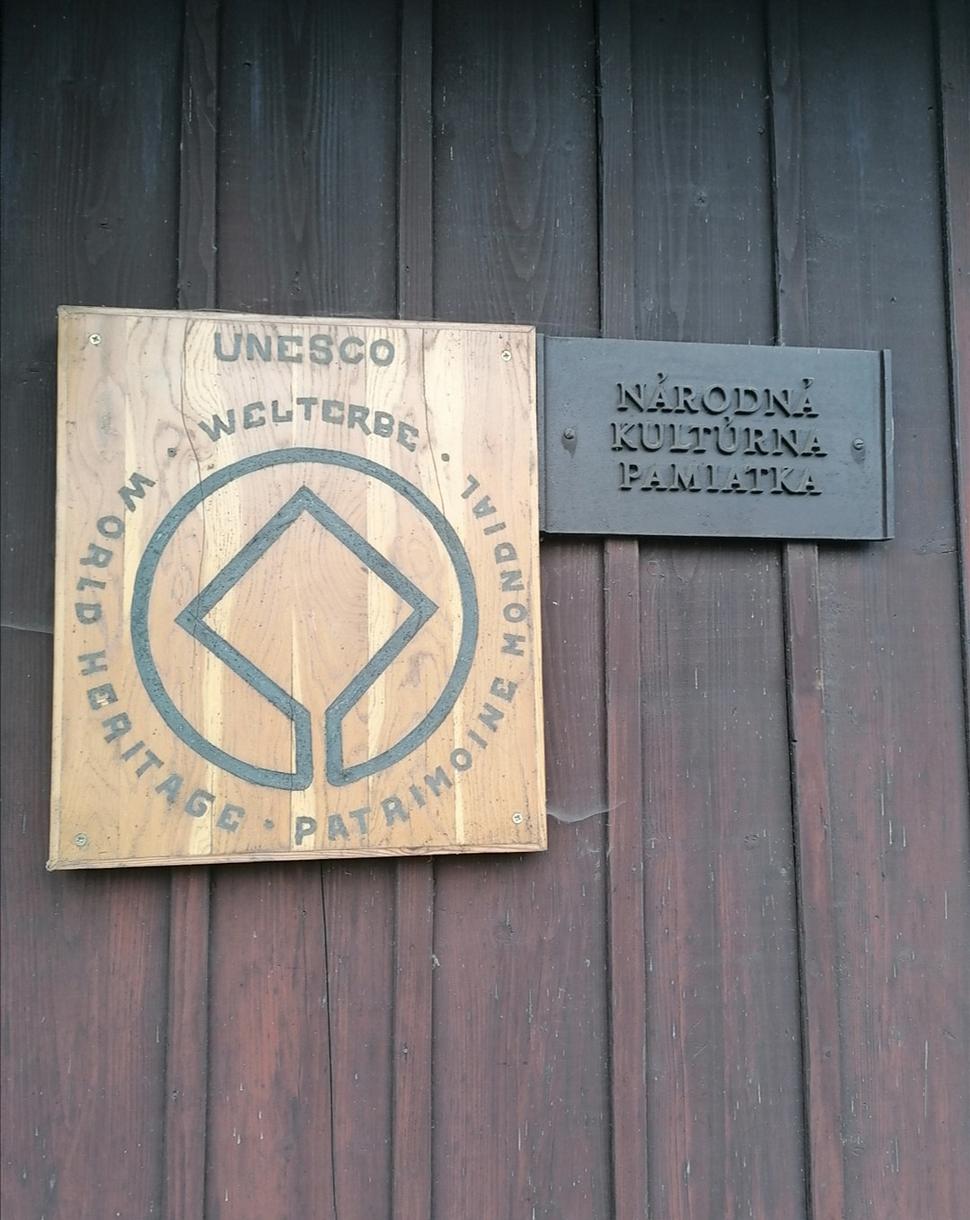 UNESCO
WELTERBE · WORLD HERITAGE · PATRIMOINE MONDIAL ·
NÁRODNÁ
KULTÚRNA
PAMIATKA